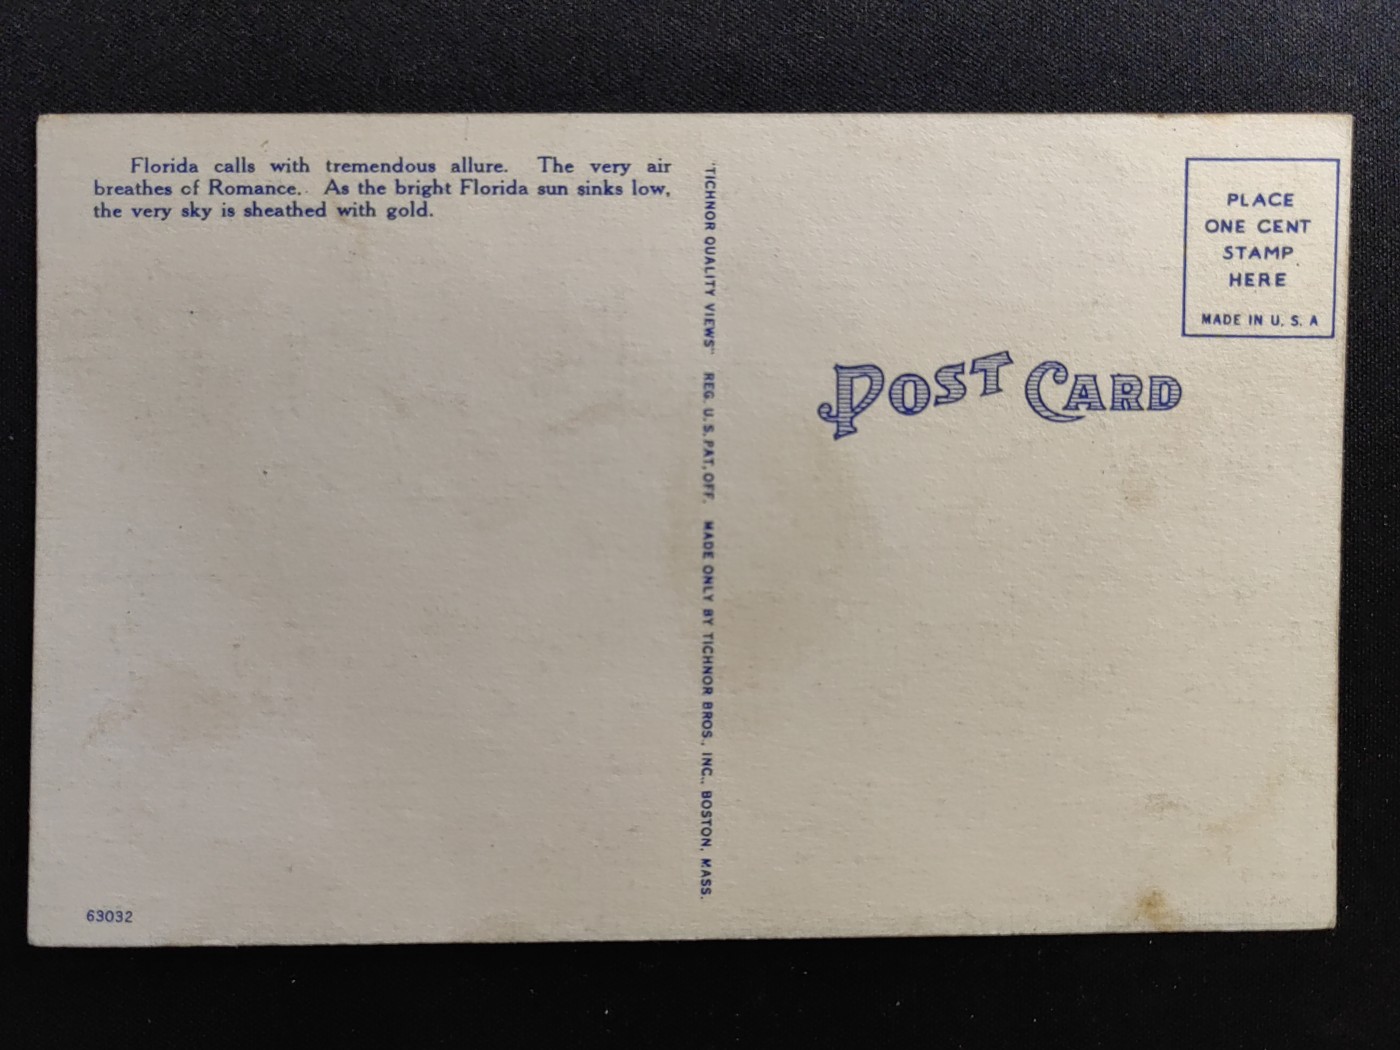 Florida calls with tremendous allure. The very air
breathes of Romance. As the bright Florida sun sinks low,
the very sky is sheathed with gold.
"TICHNOR QUALITY VIEWS" REG. U. S. PAT. OFF. MADE ONLY BY TICHNOR BROS., INC., BOSTON, MASS.
PLACE
ONE CENT
STAMP
HERE
MADE IN U. S. A
POST CARD
63032